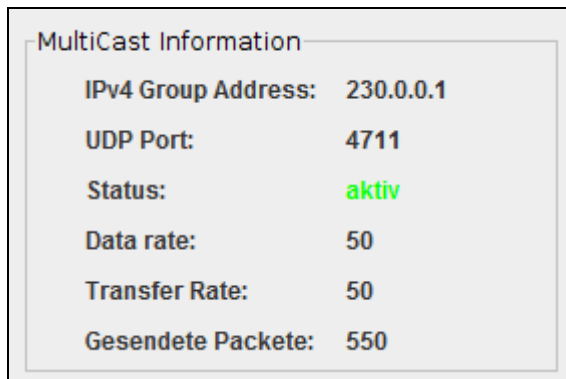 MultiCast Information
IPv4 Group Address: 230.0.0.1
UDP Port: 4711
Status: aktiv
Data rate: 50
Transfer Rate: 50
Gesendete Packete: 550